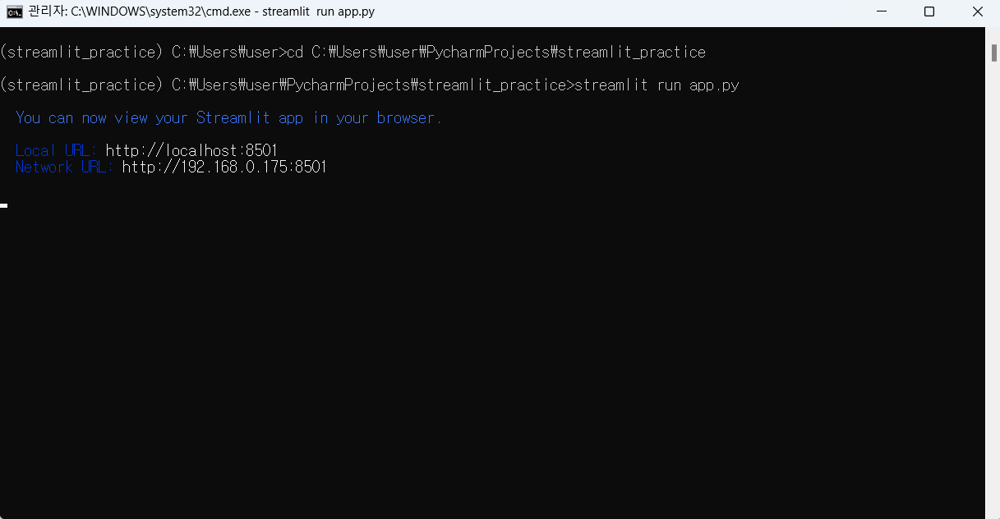 관리자: C:\WINDOWS\system32\cmd.exe - streamlit  run app.py
(streamlit_practice) C:₩Users₩user>cd C:₩Users₩user₩PycharmProjects₩streamlit_practice
(streamlit_practice) C:₩Users₩user₩PycharmProjects₩streamlit_practice>streamlit run app.py
You can now view your Streamlit app in your browser.
Local URL: http://localhost:8501
Network URL: http://192.168.0.175:8501